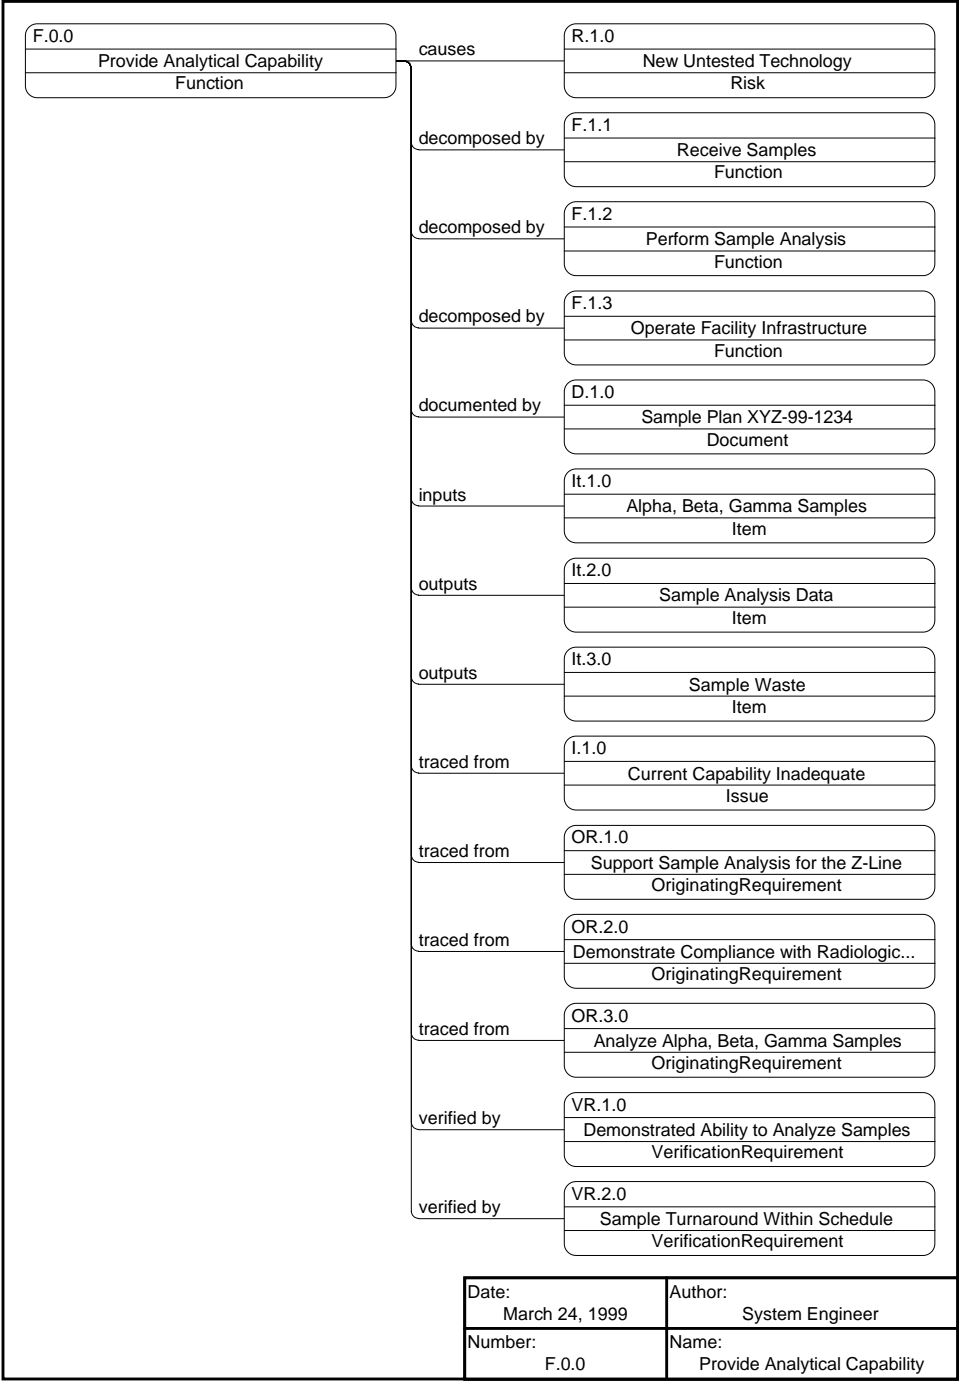 F.0.0
Provide Analytical Capability
Function
causes
R.1.0
New Untested Technology
Risk
decomposed by
F.1.1
Receive Samples
Function
decomposed by
F.1.2
Perform Sample Analysis
Function
decomposed by
F.1.3
Operate Facility Infrastructure
Function
documented by
D.1.0
Sample Plan XYZ-99-1234
Document
inputs
It.1.0
Alpha, Beta, Gamma Samples
Item
outputs
It.2.0
Sample Analysis Data
Item
outputs
It.3.0
Sample Waste
Item
traced from
I.1.0
Current Capability Inadequate
Issue
traced from
OR.1.0
Support Sample Analysis for the Z-Line
OriginatingRequirement
traced from
OR.2.0
Demonstrate Compliance with Radiologic...
OriginatingRequirement
traced from
OR.3.0
Analyze Alpha, Beta, Gamma Samples
OriginatingRequirement
verified by
VR.1.0
Demonstrated Ability to Analyze Samples
VerificationRequirement
verified by
VR.2.0
Sample Turnaround Within Schedule
VerificationRequirement
Date:
March 24, 1999
Author:
System Engineer
Number:
F.0.0
Name:
Provide Analytical Capability